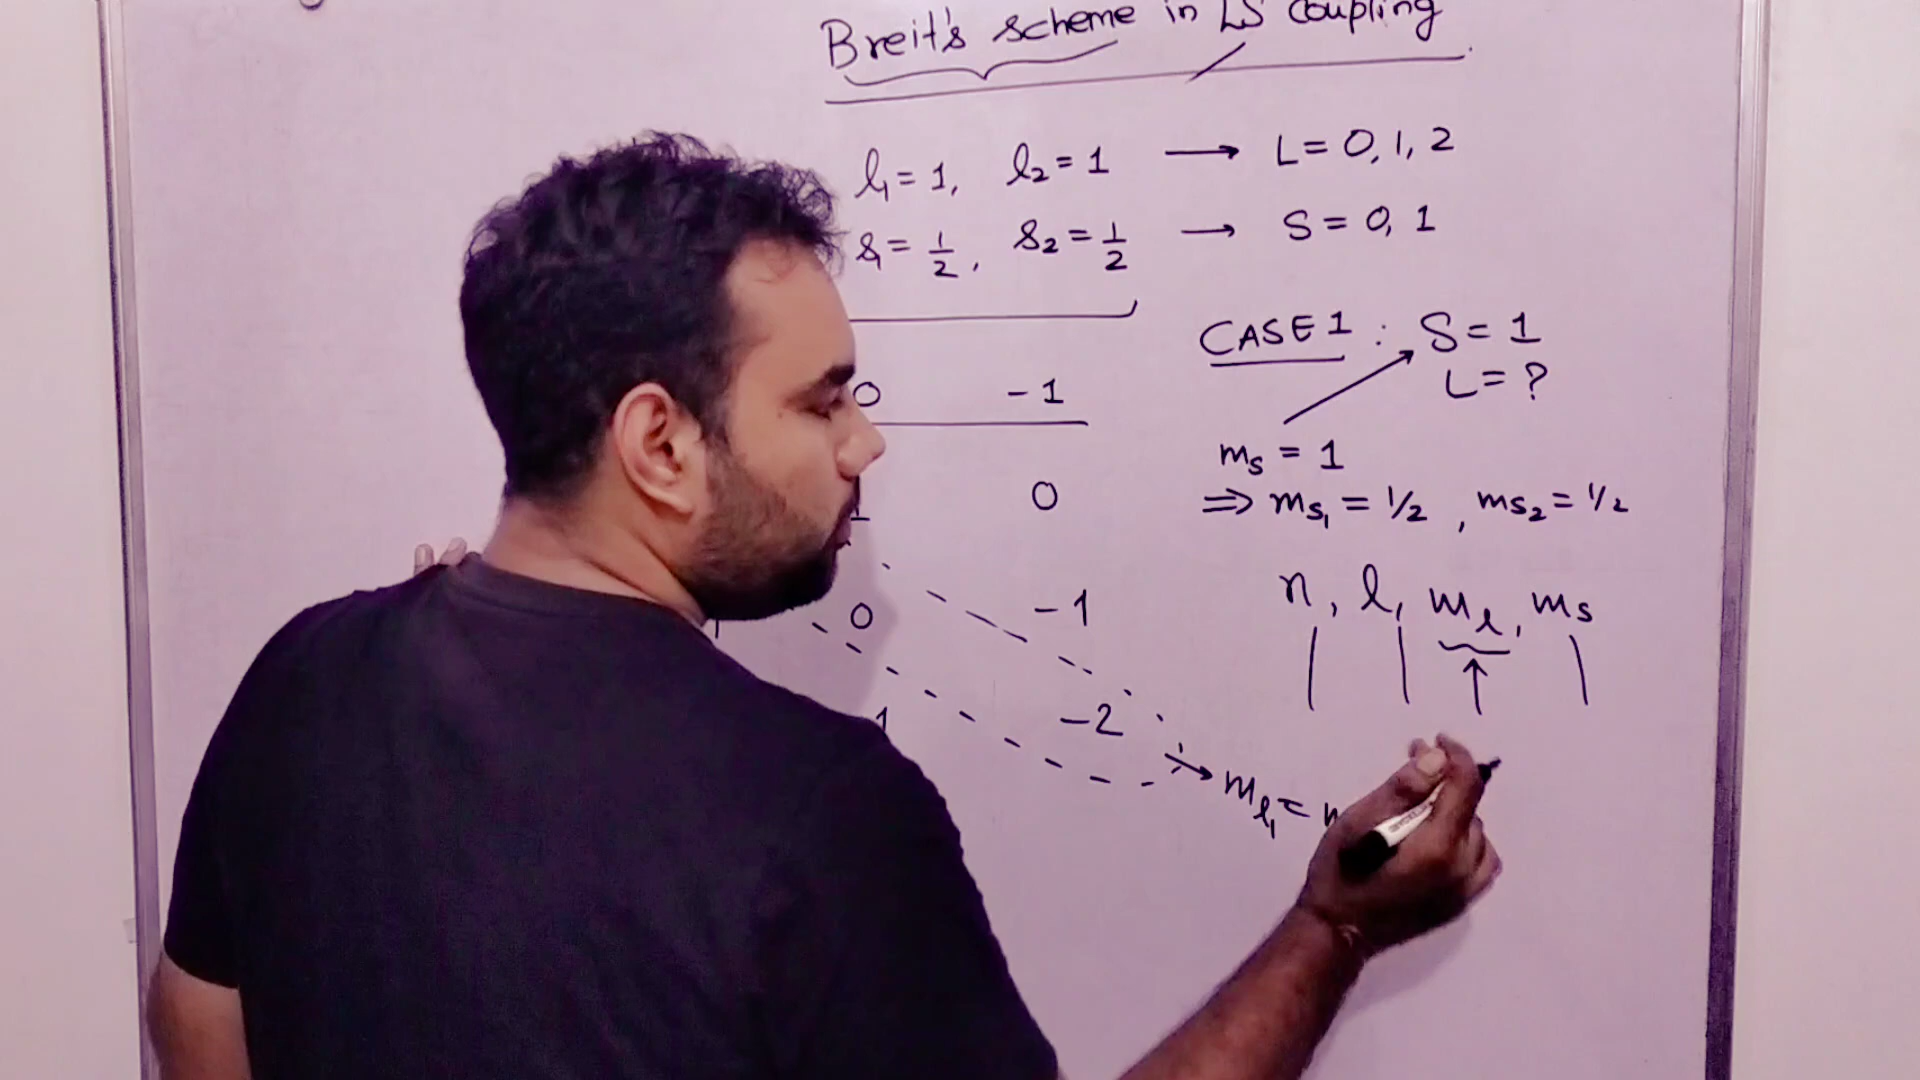 Breit's scheme in LS coupling
l₁ = 1, l₂ = 1 → L = 0, 1, 2
s₁ = 1/2, s₂ = 1/2 → S = 0, 1
CASE 1 : S = 1
L = ?
0 -1
mₛ = 1
0
⇒ mₛ₁ = 1/2, mₛ₂ = 1/2
n, l, mₗ, mₛ
0 -1
1 -2
mₗ₁ =